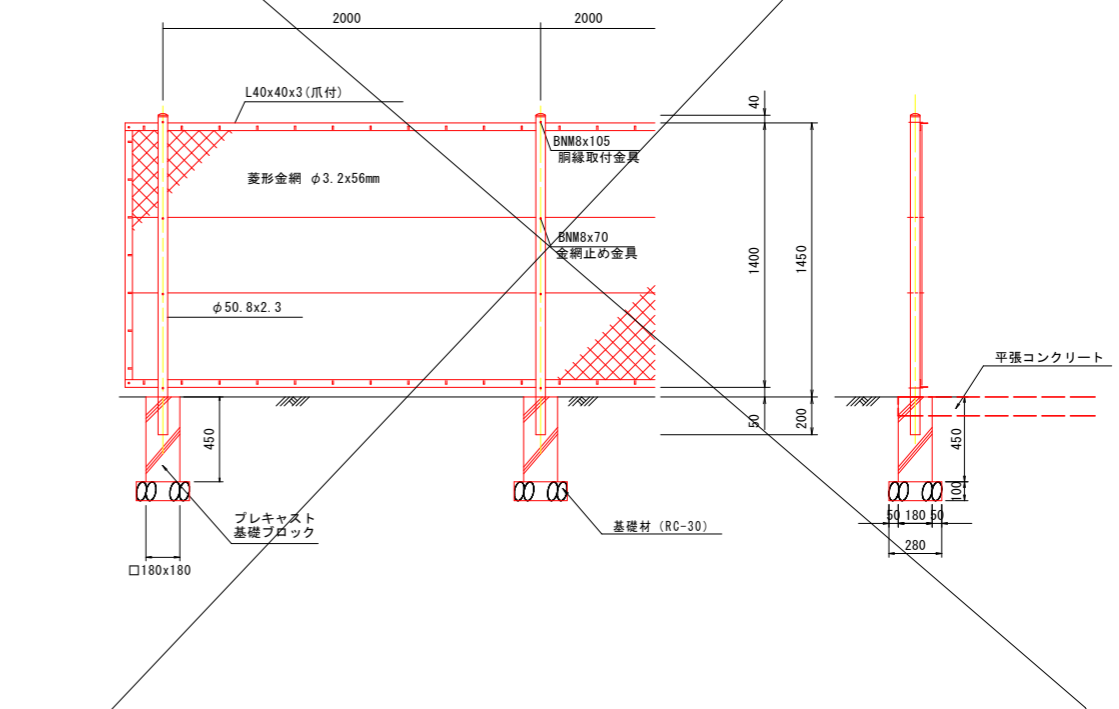 2000
2000
L40x40x3(爪付)
40
BNM8x105
胴縁取付金具
菱形金網 φ3.2x56mm
BNM8x70
金網止め金具
1400
1450
φ50.8x2.3
平張コンクリート
450
50
200
450
100
プレキャスト
基礎ブロック
基礎材 (RC-30)
50
180
50
280
□180x180